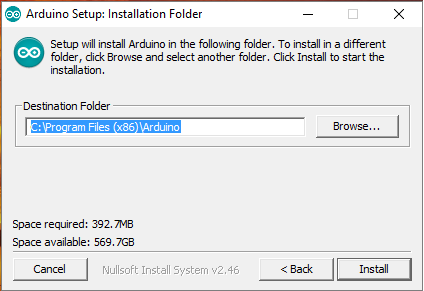 Arduino Setup: Installation Folder
Setup will install Arduino in the following folder. To install in a different
folder, click Browse and select another folder. Click Install to start the
installation.
Destination Folder
C:\Program Files (x86)\Arduino
Browse...
Space required: 392.7MB
Space available: 569.7GB
Cancel
Nullsoft Install System v2.46
< Back
Install